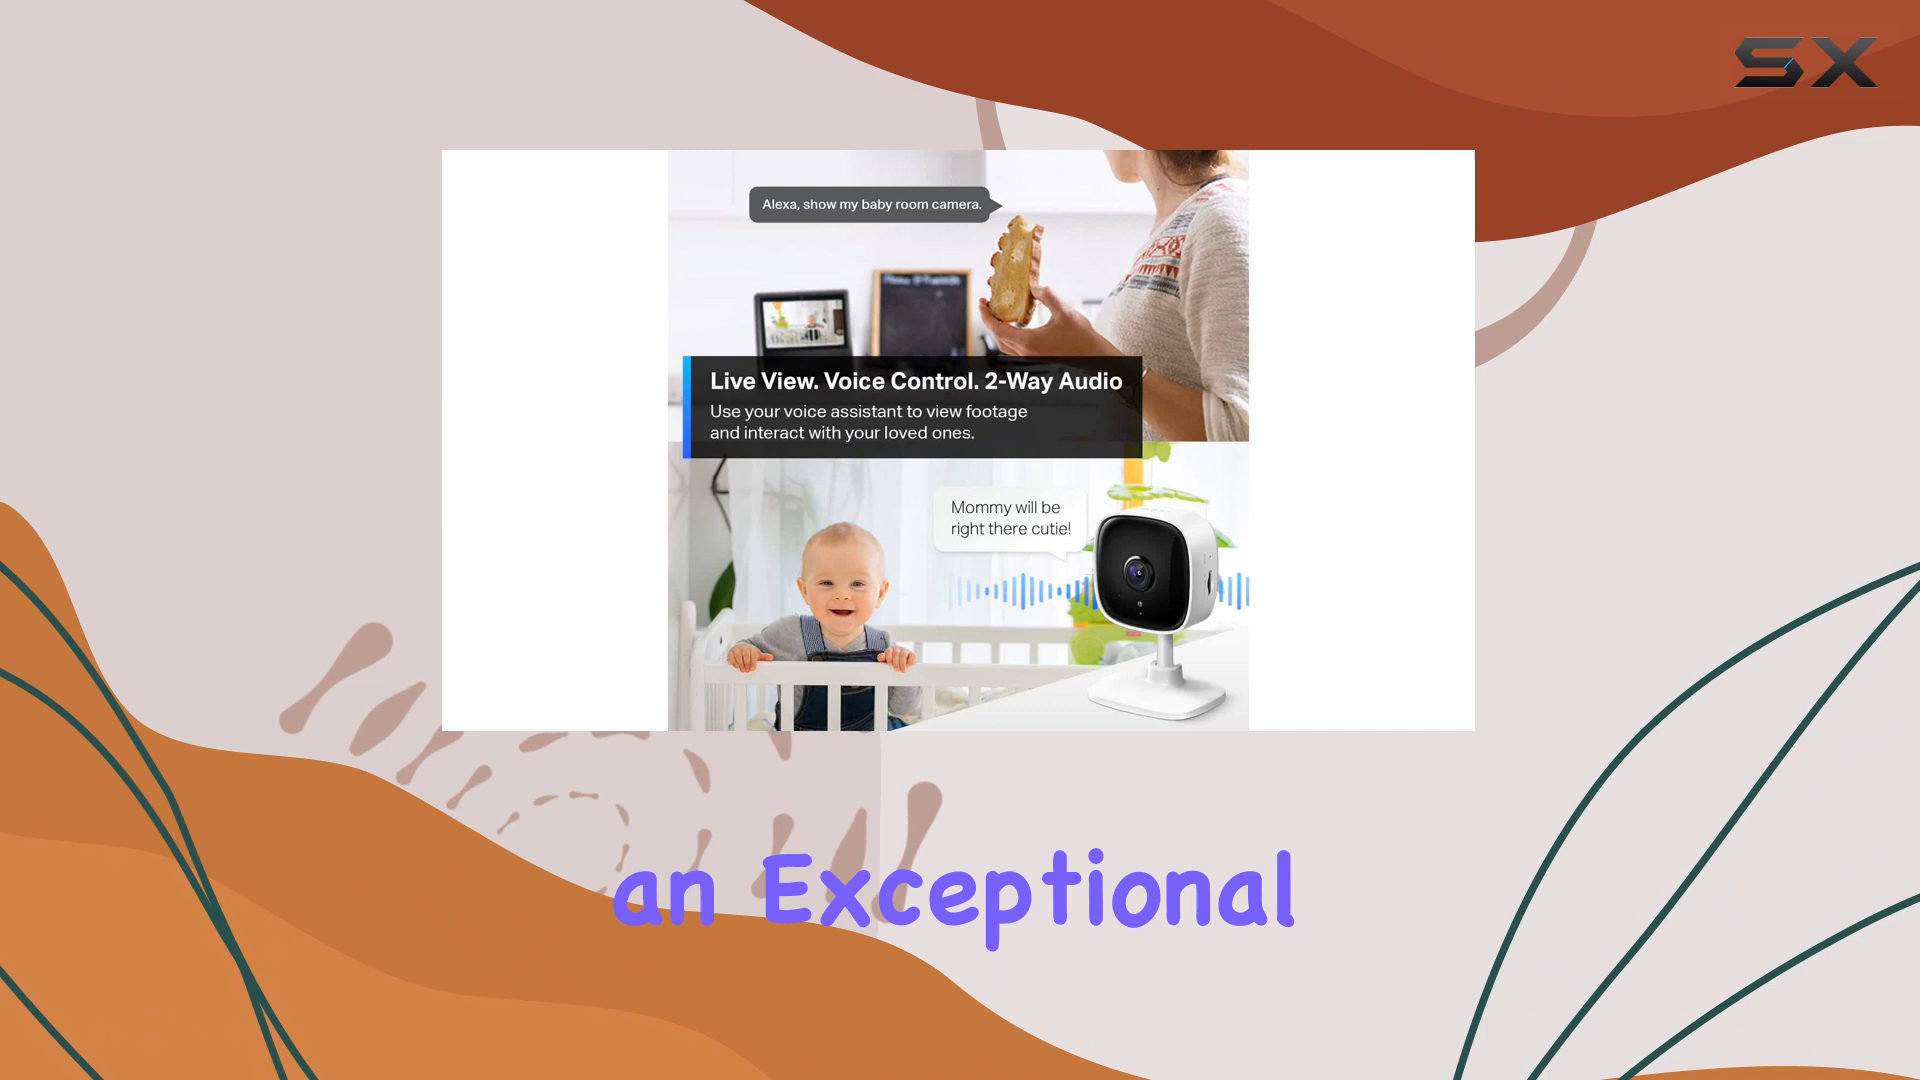 SX
Alexa, show my baby room camera.
Live View. Voice Control. 2-Way Audio
Use your voice assistant to view footage
and interact with your loved ones.
Mommy will be
right there cutie!
an Exceptional